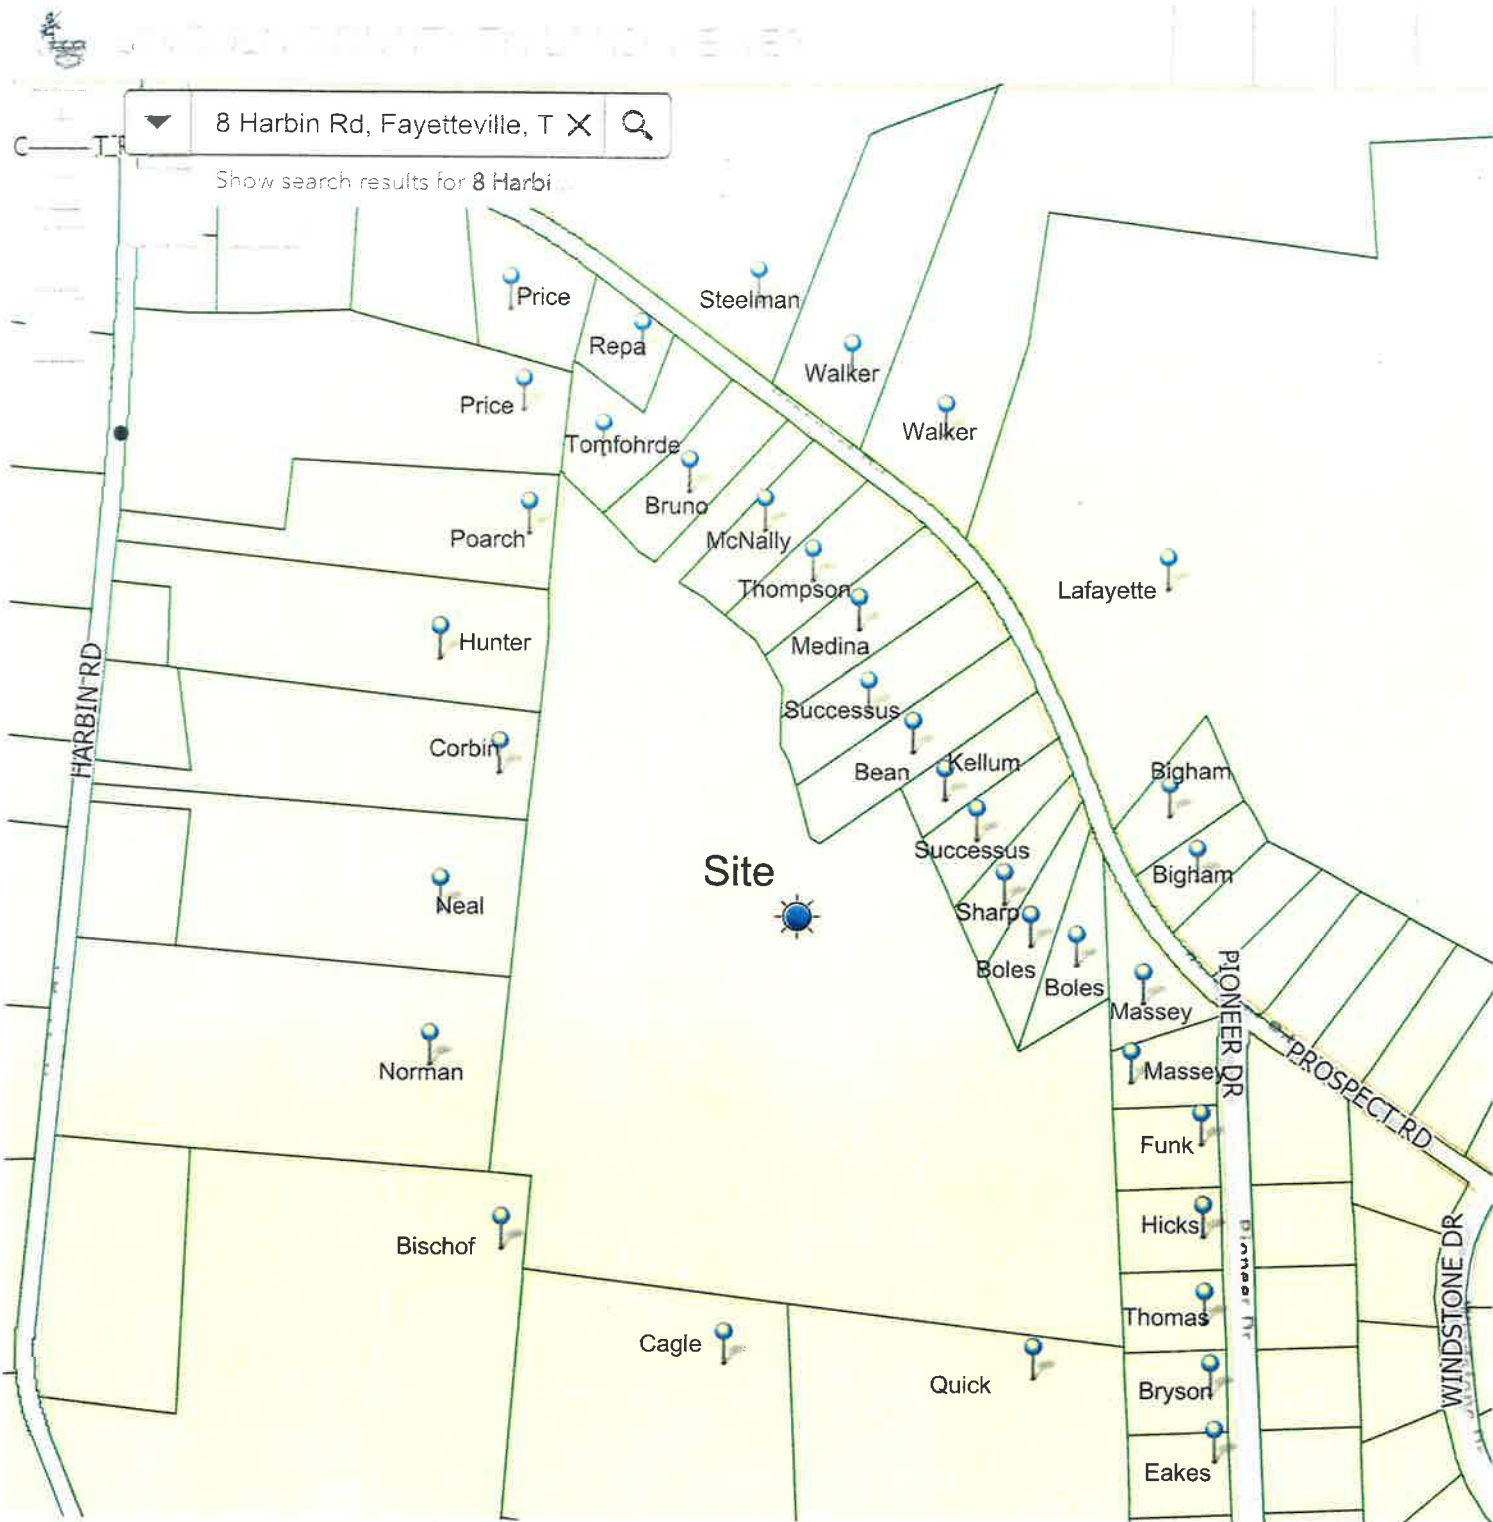 8 Harbin Rd, Fayetteville, T
Show search results for 8 Harbi
Price
Steelman
Repa
Walker
Price
Walker
Tomfohrde
Bruno
Poarch
McNally
Thompson
Lafayette
Hunter
Medina
HARBIN RD
Successus
Corbin
Bean
Kellum
Bigham
Successus
Site
Bigham
Neal
Sharp
Boles
Boles
Massey
PIONEER DR
Norman
Massey
PROSPECT RD
Funk
Hicks
Bischof
Pioneer Dr
WINDSTONE DR
Thomas
Cagle
Quick
Bryson
Eakes